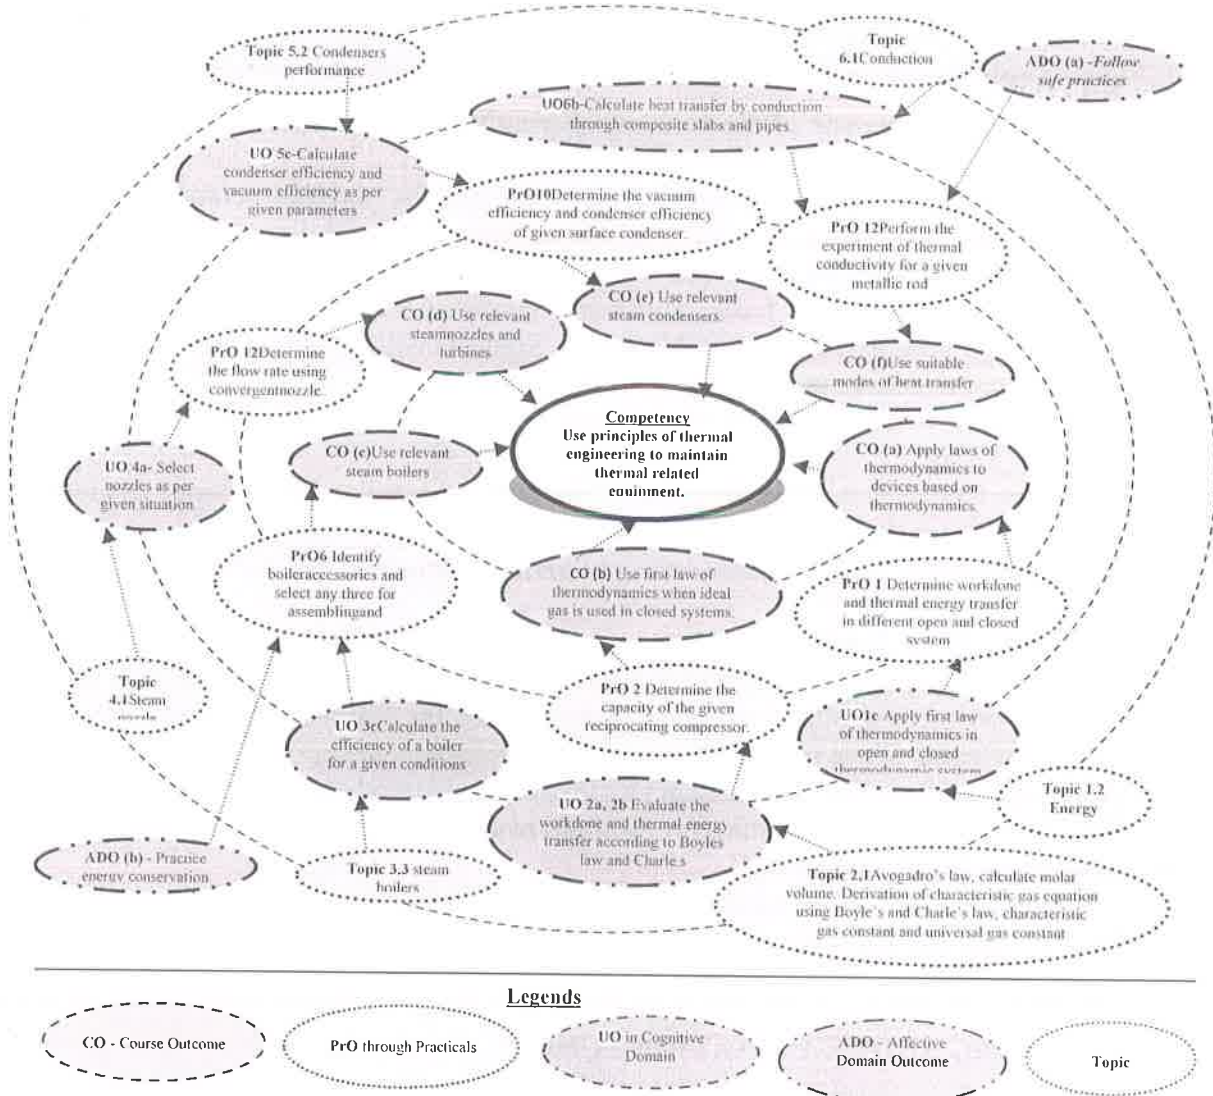 Topic 5.2 Condensers
performance
Topic
6.1Conduction
ADO (a) -Follow
safe practices
UO6b-Calculate heat transfer by conduction
through composite slabs and pipes
UO 5c-Calculate
condenser efficiency and
vacuum efficiency as per
given parameters
PrO10Determine the vacuum
efficiency and condenser efficiency
of given surface condenser.
PrO 12Perform the
experiment of thermal
conductivity for a given
metallic rod
CO (e) Use relevant
steam condensers.
CO (d) Use relevant
steamnozzles and
turbines
PrO 12Determine
the flow rate using
convergentnozzle.
CO (f)Use suitable
modes of heat transfer
Competency
Use principles of thermal
engineering to maintain
thermal related
equinment.
CO (c)Use relevant
steam boilers
CO (a) Apply laws of
thermodynamics to
devices based on
thermodynamics.
UO 4a- Select
nozzles as per
given situation
PrO6 Identify
boileraccessories and
select any three for
assemblingand
CO (b) Use first law of
thermodynamics when ideal
gas is used in closed systems.
PrO 1 Determine workdone
and thermal energy transfer
in different open and closed
system
Topic
4.1Steam
PrO 2 Determine the
capacity of the given
reciprocating compressor.
UO 3cCalculate the
efficiency of a boiler
for a given conditions
UO1c Apply first law
of thermodynamics in
open and closed
thermodynamic system
Topic 1.2
Energy
UO 2a, 2b Evaluate the
workdone and thermal energy
transfer according to Boyles
law and Charle.s
ADO (b) - Practice
energy conservation
Topic 3.3 steam
boilers
Topic 2.1Avogadro's law, calculate molar
volume. Derivation of characteristic gas equation
using Boyle's and Charle's law, characteristic
gas constant and universal gas constant
Legends
CO - Course Outcome
PrO through Practicals
UO in Cognitive
Domain
ADO - Affective
Domain Outcome
Topic